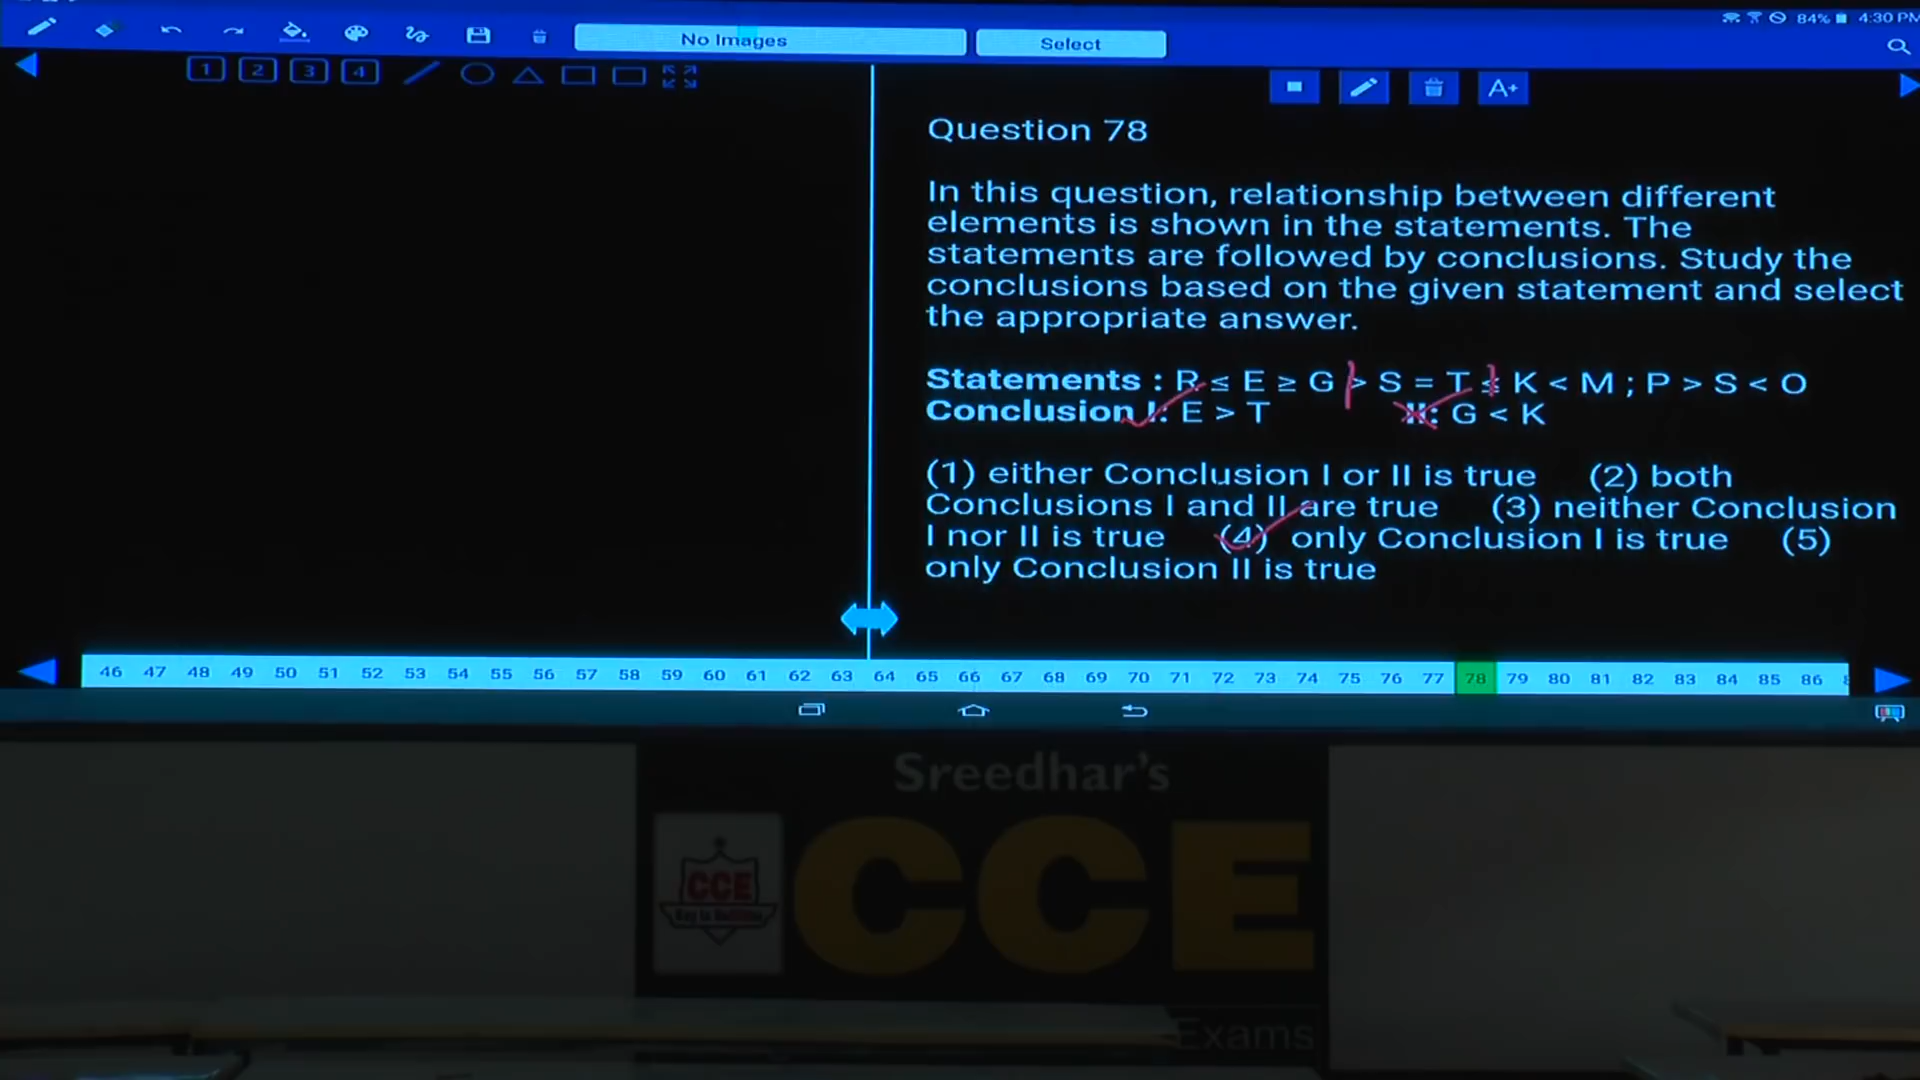 84% 4:30 PM
No Images Select
1 2 3 4
A+
Question 78
In this question, relationship between different
elements is shown in the statements. The
statements are followed by conclusions. Study the
conclusions based on the given statement and select
the appropriate answer.
Statements : R ≤ E ≥ G > S = T ≤ K < M ; P > S < O
Conclusion I: E > T II: G < K
(1) either Conclusion I or II is true (2) both
Conclusions I and II are true (3) neither Conclusion
I nor II is true (4) only Conclusion I is true (5)
only Conclusion II is true
46 47 48 49 50 51 52 53 54 55 56 57 58 59 60 61 62 63 64 65 66 67 68 69 70 71 72 73 74 75 76 77 78 79 80 81 82 83 84 85 86
Sreedhar's
CCE
CCE
Exams